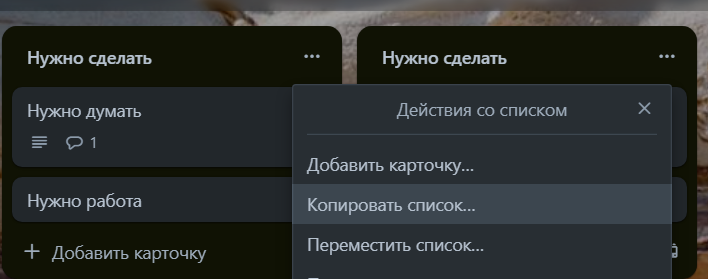 Нужно сделать
Нужно сделать
Нужно думать
1
Действия со списком
Добавить карточку...
Нужно работа
Копировать список...
Добавить карточку
Переместить список...